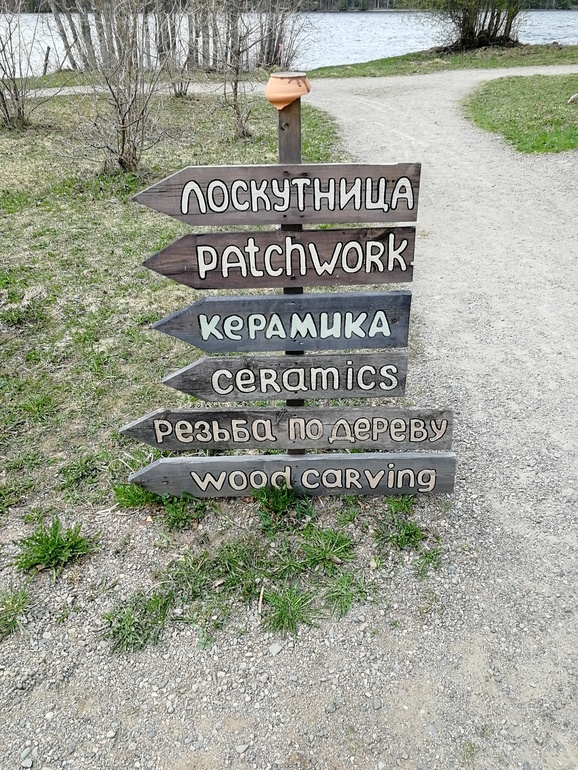 ЛОСКУТНИЦА
PATCHWORK.
КЕРАМИКА
CERAMICS
РЕЗЬБА ПО ДЕРЕВУ
WOOD CARVING